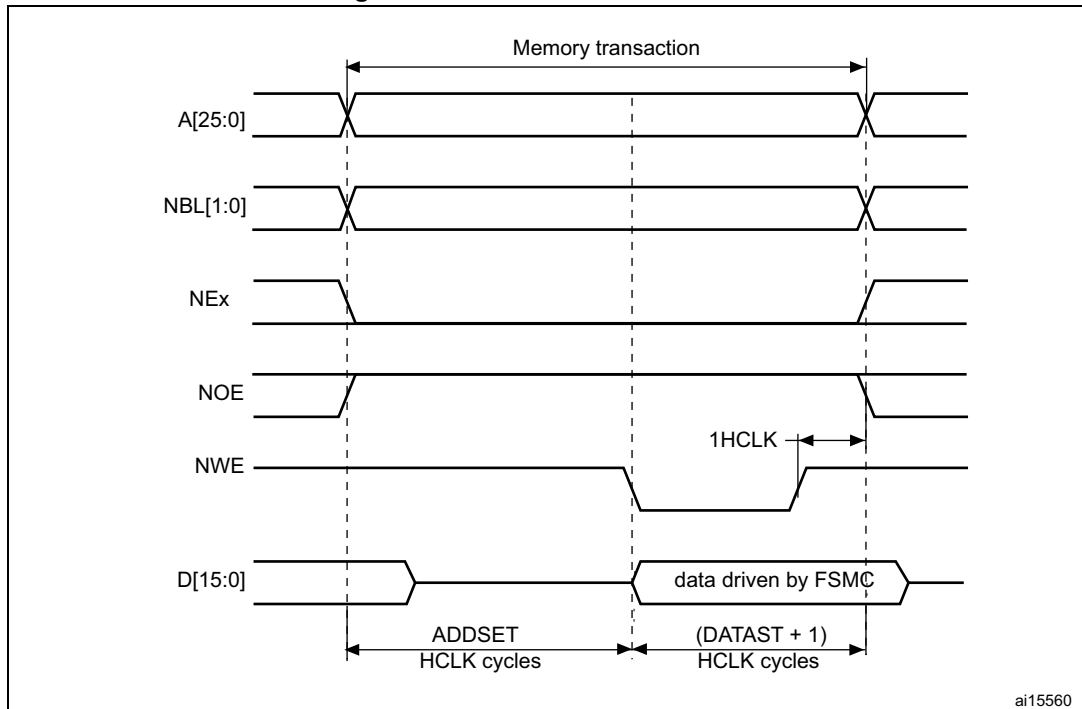 Memory transaction
A[25:0]
NBL[1:0]
NEx
NOE
1HCLK
NWE
D[15:0]
data driven by FSMC
ADDSET
HCLK cycles
(DATAST + 1)
HCLK cycles
ai15560